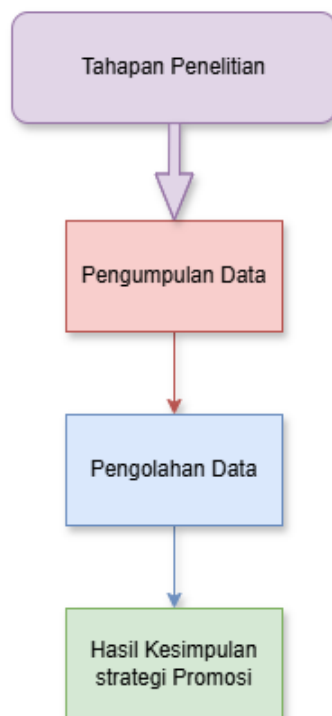 Tahapan Penelitian
Pengumpulan Data
Pengolahan Data
Hasil Kesimpulan
strategi Promosi